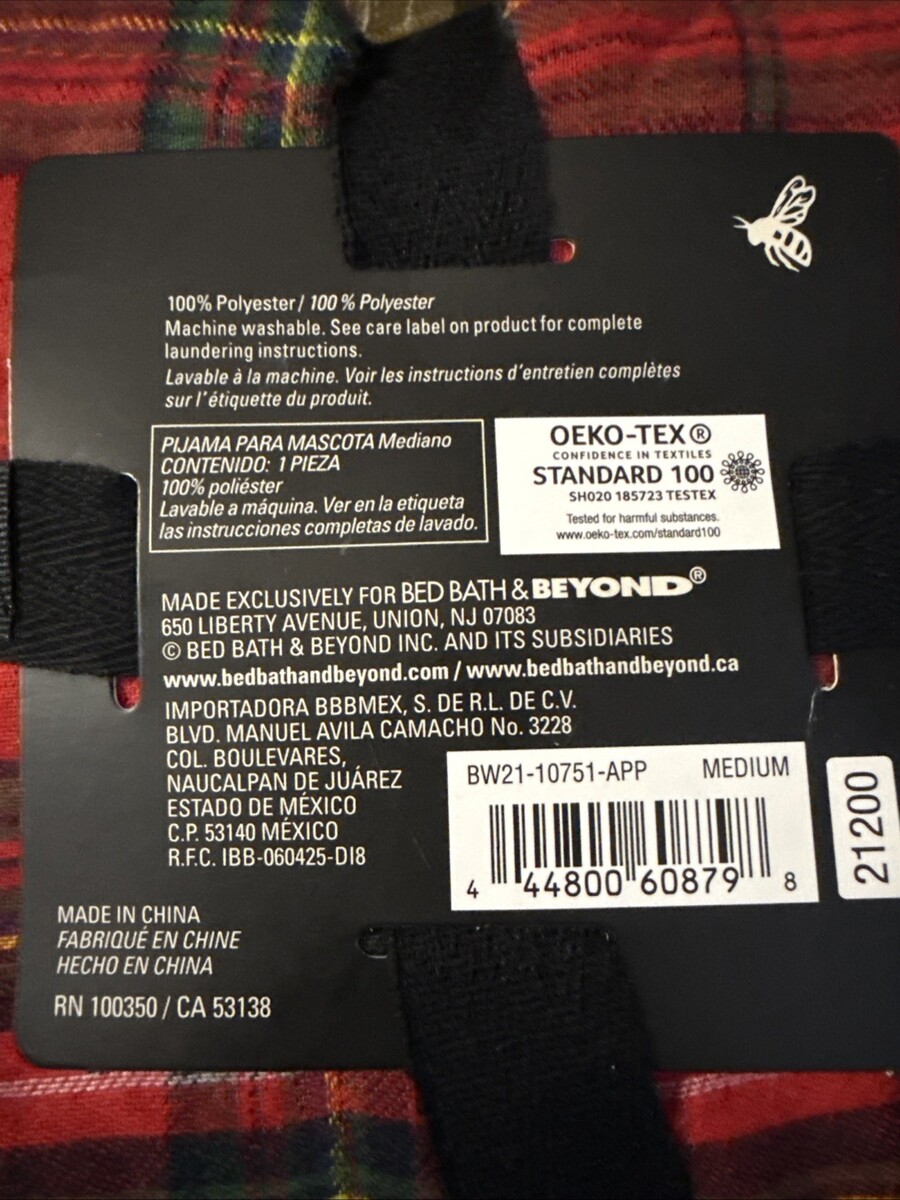 100% Polyester / 100 % Polyester
Machine washable. See care label on product for complete
laundering instructions.
Lavable à la machine. Voir les instructions d'entretien complètes
sur l'étiquette du produit.
PIJAMA PARA MASCOTA Mediano
CONTENIDO: 1 PIEZA
100% poliéster
Lavable a máquina. Ver en la etiqueta
las instrucciones completas de lavado.
OEKO-TEX®
CONFIDENCE IN TEXTILES
STANDARD 100
SH020 185723 TESTEX
Tested for harmful substances.
www.oeko-tex.com/standard100
MADE EXCLUSIVELY FOR BED BATH & BEYOND®
650 LIBERTY AVENUE, UNION, NJ 07083
© BED BATH & BEYOND INC. AND ITS SUBSIDIARIES
www.bedbathandbeyond.com / www.bedbathandbeyond.ca
IMPORTADORA BBBMEX, S. DE R.L. DE C.V.
BLVD. MANUEL AVILA CAMACHO No. 3228
COL. BOULEVARES,
NAUCALPAN DE JUÁREZ
ESTADO DE MÉXICO
C.P. 53140 MÉXICO
R.F.C. IBB-060425-DI8
BW21-10751-APP MEDIUM
4 44800 60879 8
21200
MADE IN CHINA
FABRIQUÉ EN CHINE
HECHO EN CHINA
RN 100350 / CA 53138